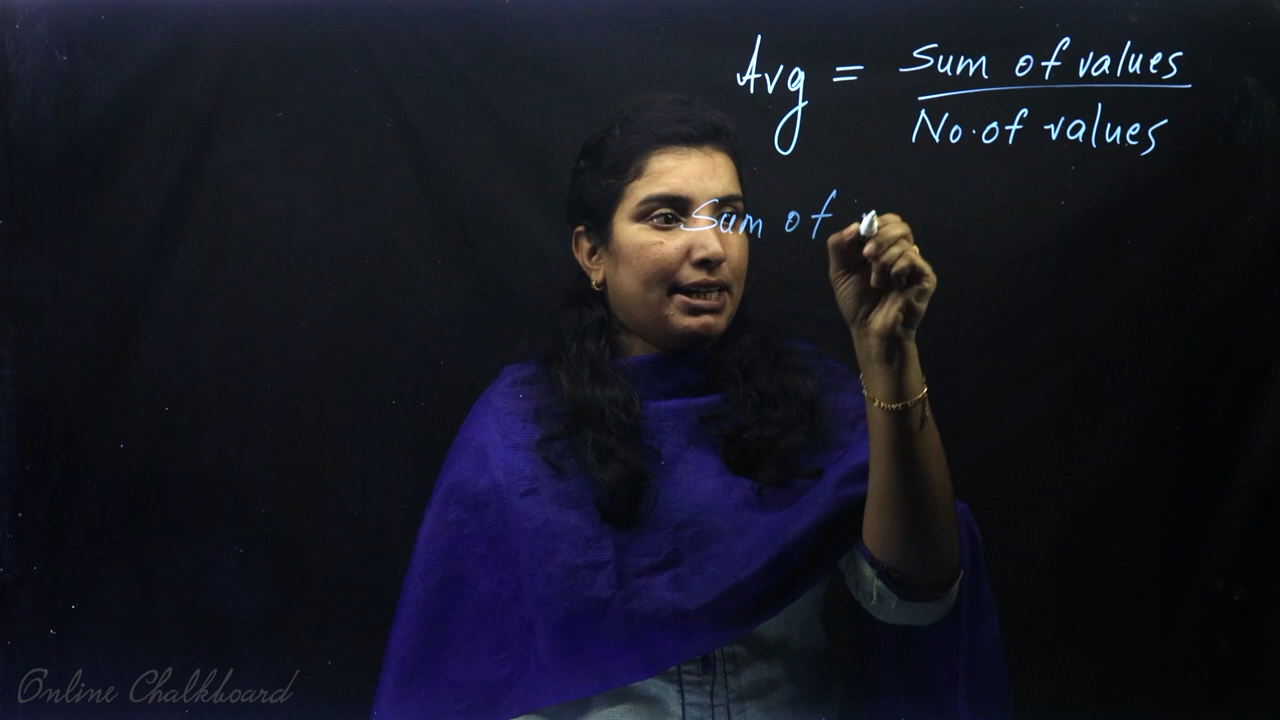 Avg = Sum of values
No. of values
Sum of
Online Chalkboard